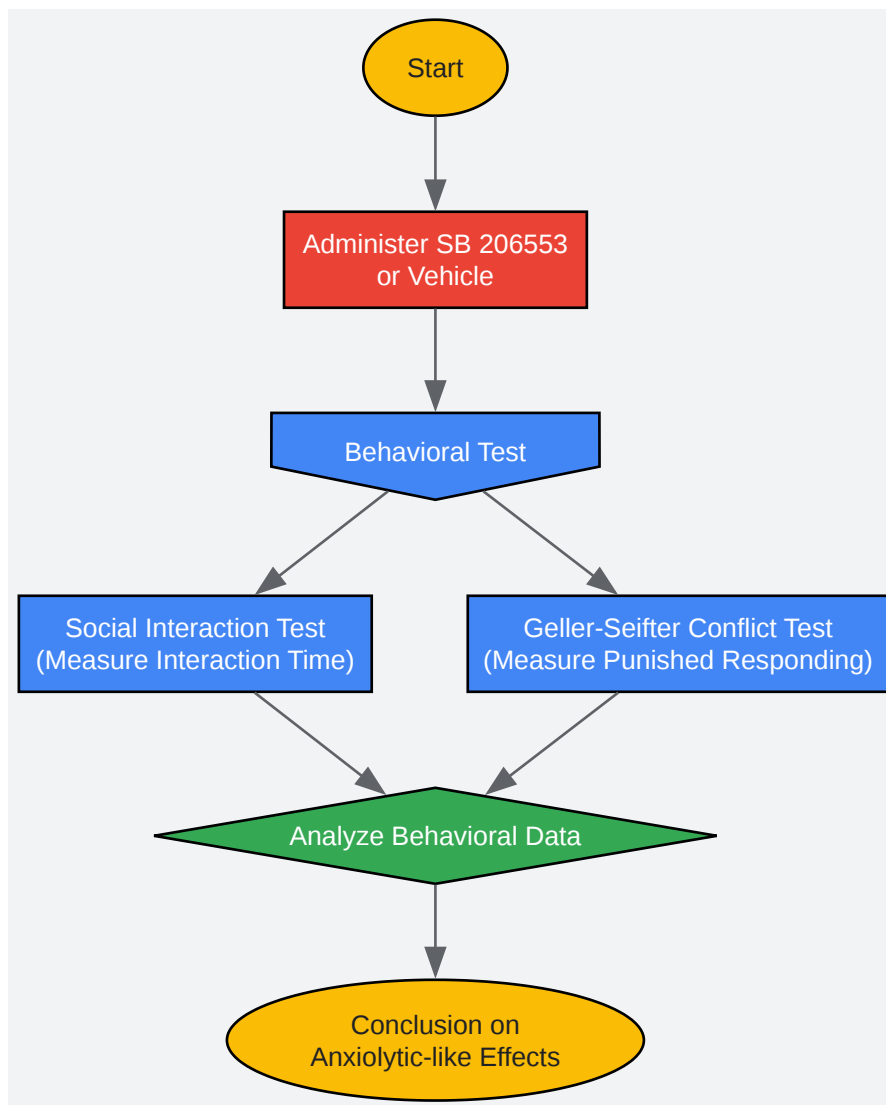 Start
Administer SB 206553
or Vehicle
Behavioral Test
Social Interaction Test
(Measure Interaction Time)
Geller-Seifter Conflict Test
(Measure Punished Responding)
Analyze Behavioral Data
Conclusion on
Anxiolytic-like Effects